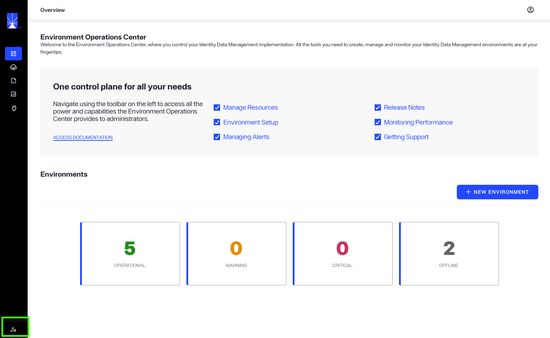 Overview
Environment Operations Center
Welcome to the Environment Operations Center, where you control your Identity Data Management implementation. All the tools you need to create, manage and monitor your Identity Data Management environments are at your
fingertips.
One control plane for all your needs
Navigate using the toolbar on the left to access all the
power and capabilities the Environment Operations
Center provides to administrators.
ACCESS DOCUMENTATION
Manage Resources
Environment Setup
Managing Alerts
Release Notes
Monitoring Performance
Getting Support
Environments
+ NEW ENVIRONMENT
5
OPERATIONAL
0
WARNING
0
CRITICAL
2
OFFLINE